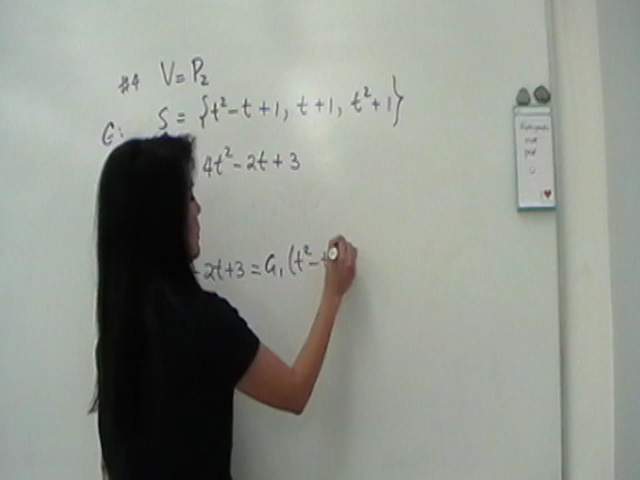 #4 V = P₂
G: S = {t² - t + 1, t + 1, t² + 1}
4t² - 2t + 3
- 2t + 3 = a₁ (t² - t